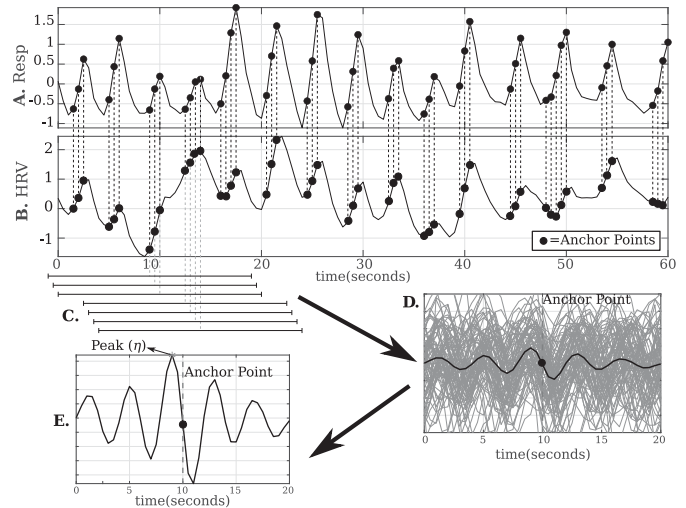 A. Resp
1.5
1
0.5
0
-0.5
-1
B. HRV
2
1
0
-1
=Anchor Points
0 10 20 30 40 50 60
time(seconds)
C.
D.
Anchor Point
0 5 10 15 20
time(seconds)
Peak (η)
Anchor Point
E.
0 5 10 15 20
time(seconds)